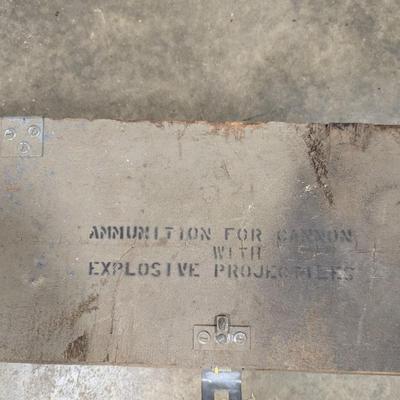 AMMUNITION FOR CANNON
WITH
EXPLOSIVE PROJECTILES